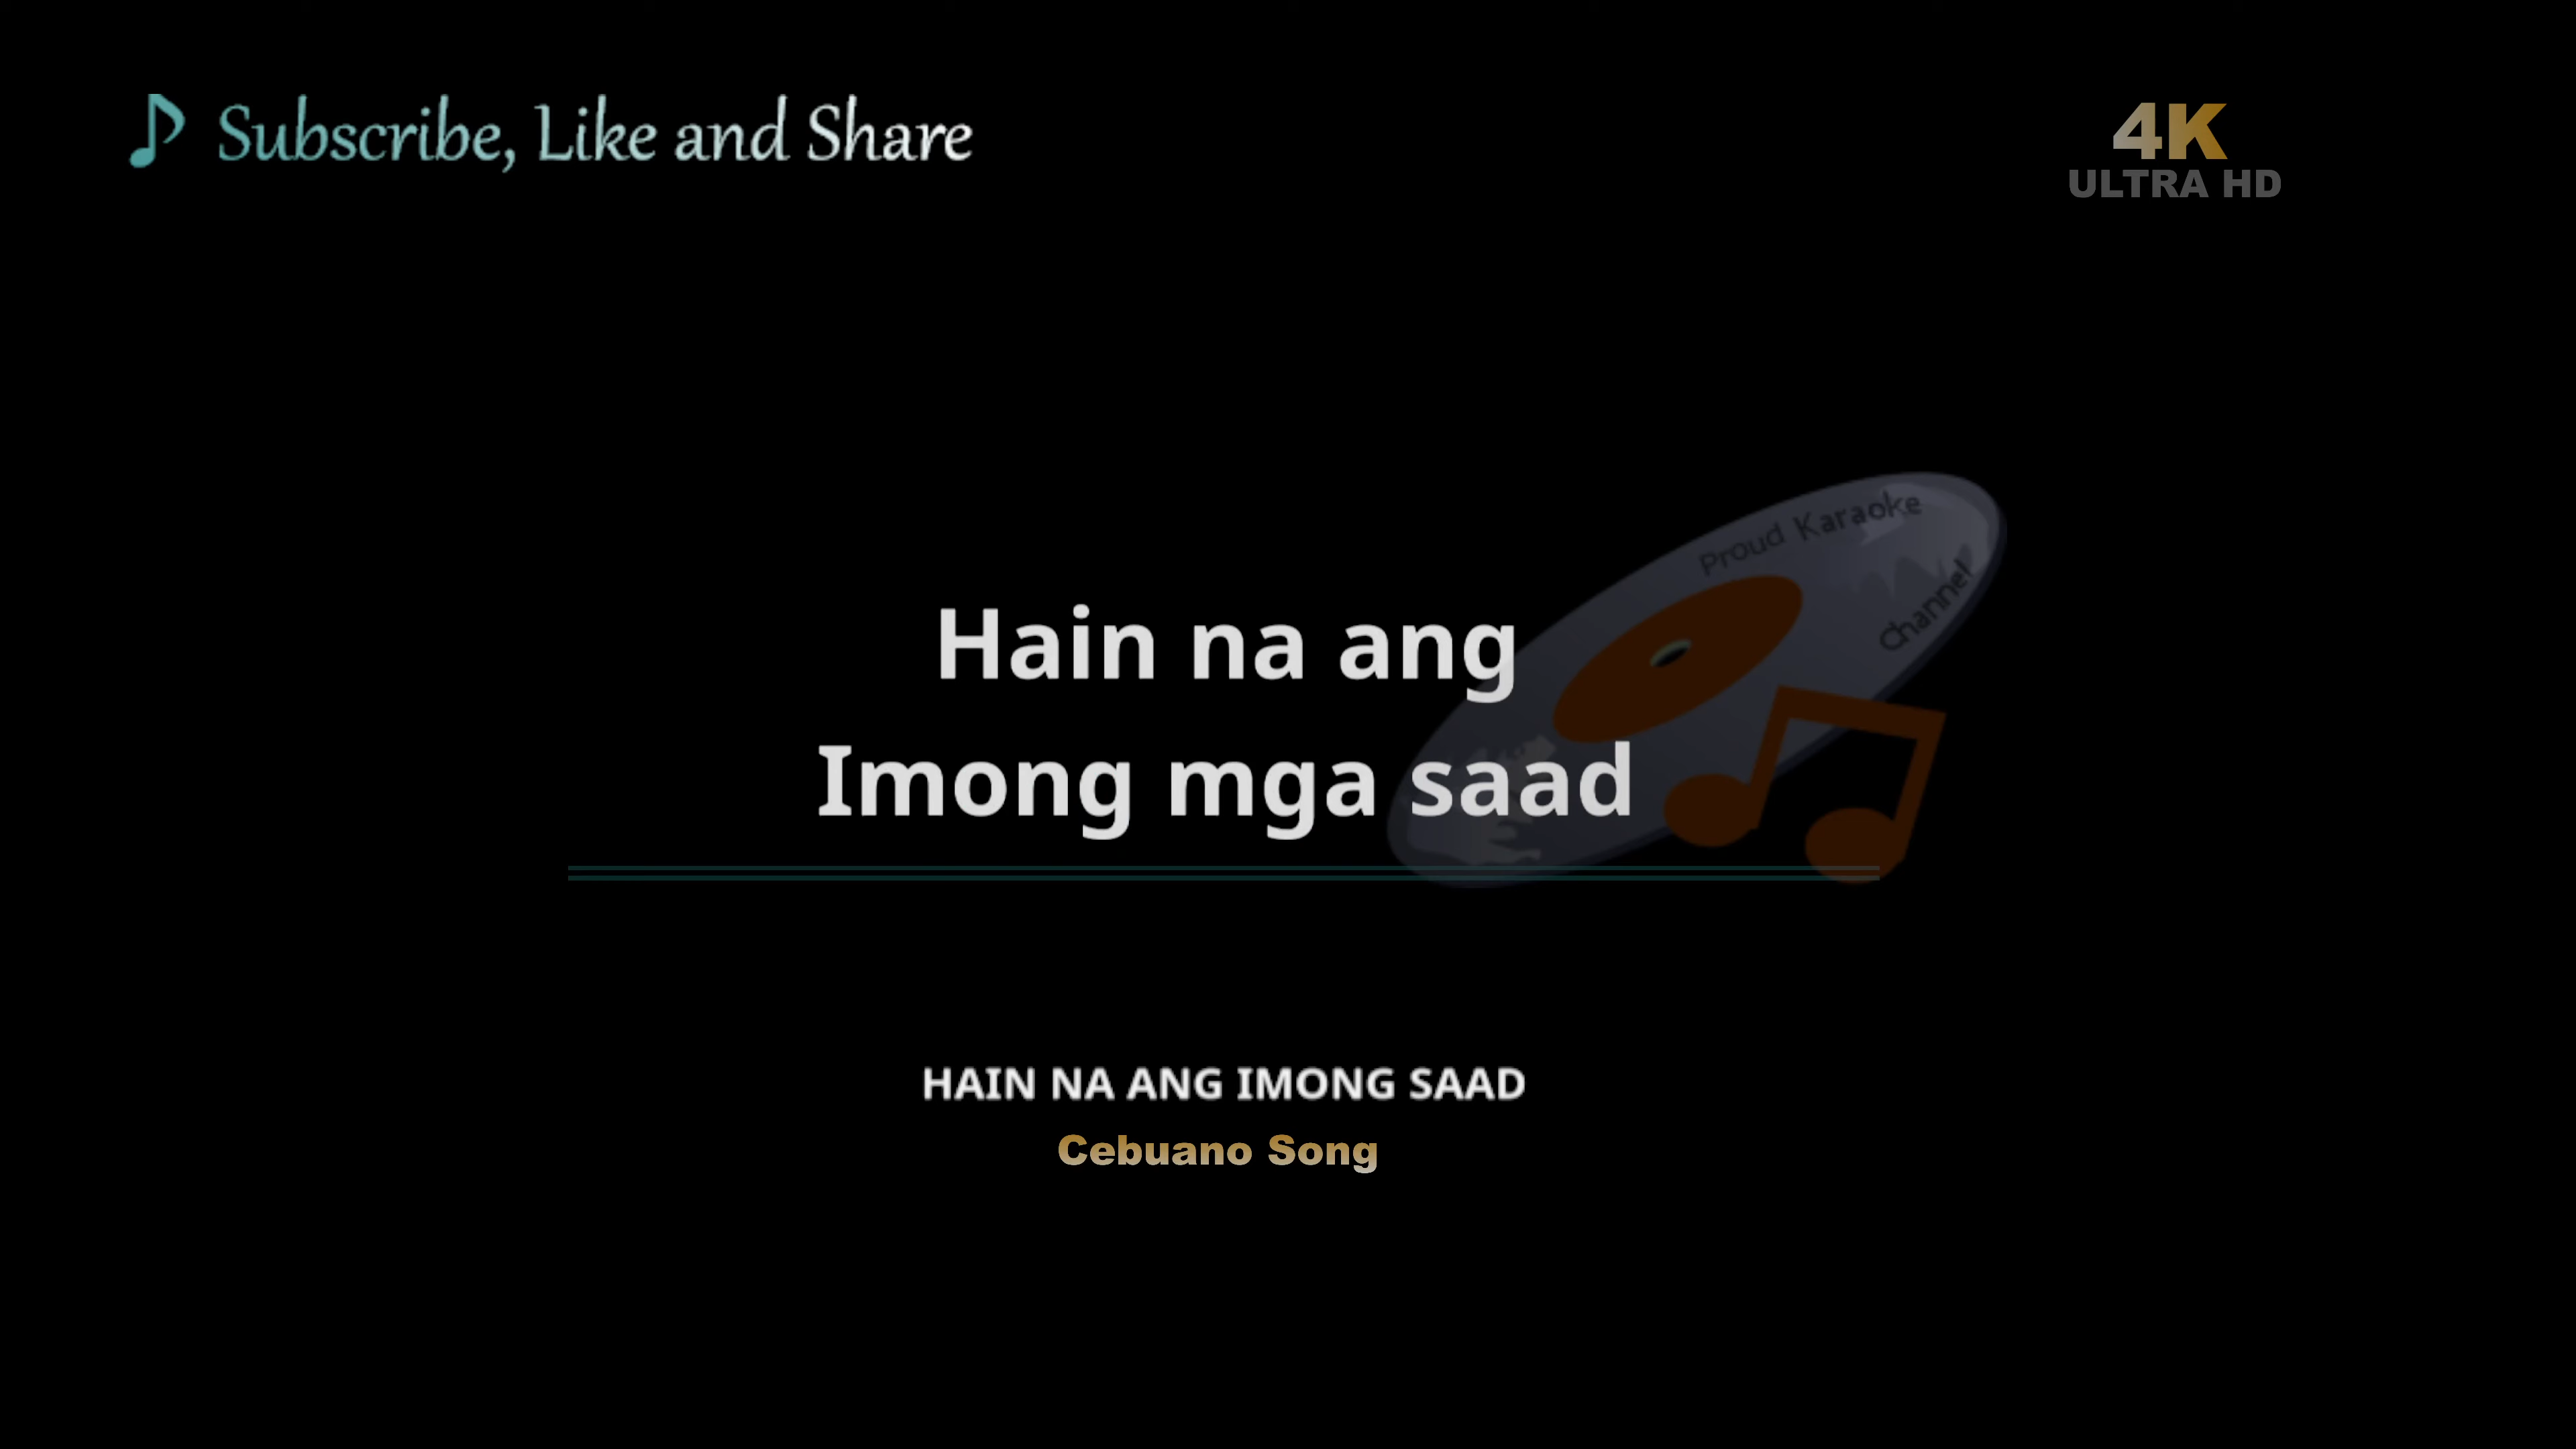 Subscribe, Like and Share
4K
ULTRA HD
Proud Karaoke
channel
Hain na ang
Imong mga saad
HAIN NA ANG IMONG SAAD
Cebuano Song